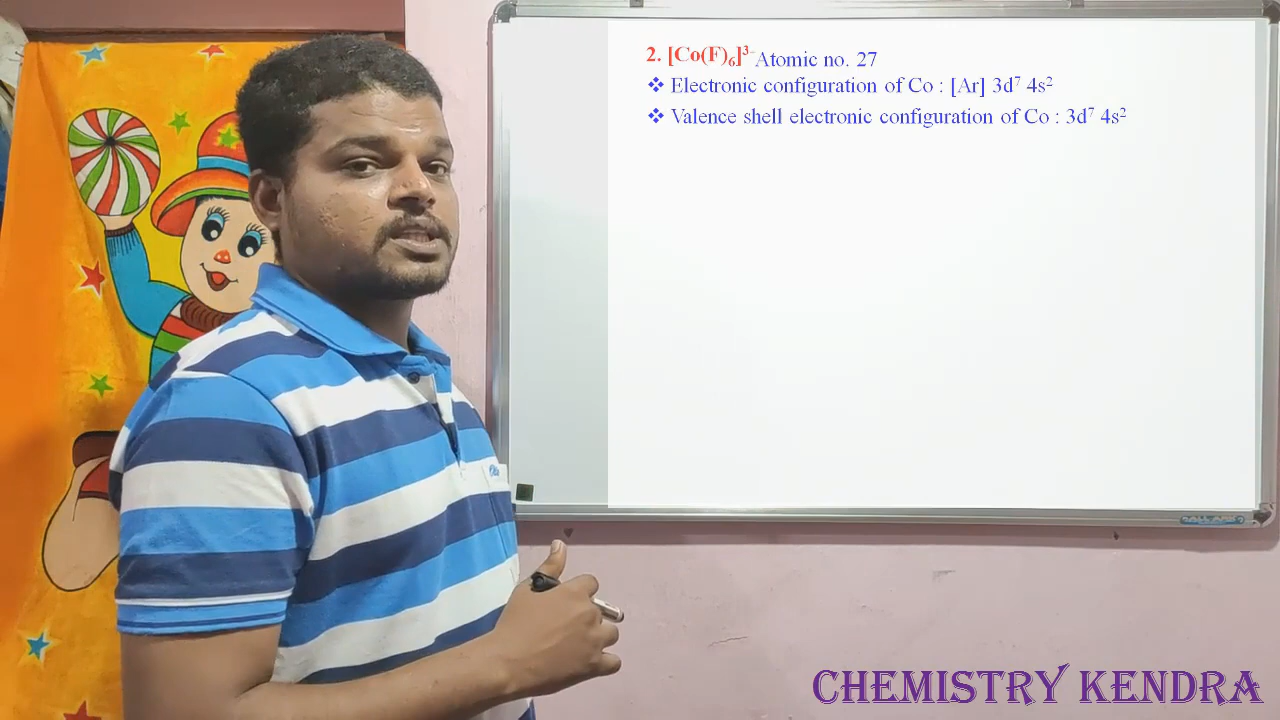 2. [Co(F)₆]³⁻ Atomic no. 27
❖ Electronic configuration of Co : [Ar] 3d⁷ 4s²
❖ Valence shell electronic configuration of Co : 3d⁷ 4s²
CHEMISTRY KENDRA